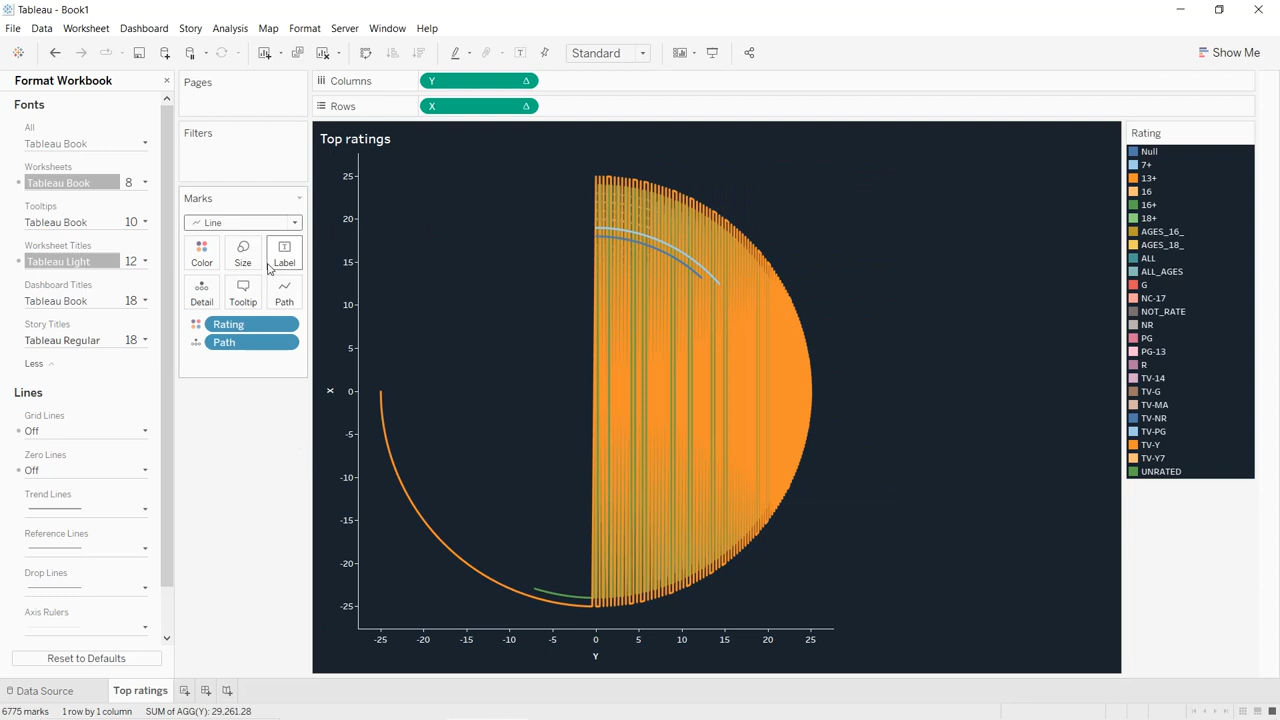 Tableau - Book1
File Data Worksheet Dashboard Story Analysis Map Format Server Window Help
Standard
Show Me
Format Workbook
Fonts
All
Tableau Book
Worksheets
Tableau Book 8
Tooltips
Tableau Book 10
Worksheet Titles
Tableau Light 12
Dashboard Titles
Tableau Book 18
Story Titles
Tableau Regular 18
Less
Lines
Grid Lines
Off
Zero Lines
Off
Trend Lines
Reference Lines
Drop Lines
Axis Rulers
Reset to Defaults
Pages
Filters
Marks
Line
Color Size Label
Detail Tooltip Path
Rating
Path
Columns Y Δ
Rows X Δ
Top ratings
25
20
15
10
5
0
-5
-10
-15
-20
-25
X
-25 -20 -15 -10 -5 0 5 10 15 20 25
Y
Rating
Null
7+
13+
16
16+
18+
AGES_16_
AGES_18_
ALL
ALL_AGES
G
NC-17
NOT_RATE
NR
PG
PG-13
R
TV-14
TV-G
TV-MA
TV-NR
TV-PG
TV-Y
TV-Y7
UNRATED
Data Source Top ratings
6775 marks 1 row by 1 column SUM of AGG(Y): 29.261.28